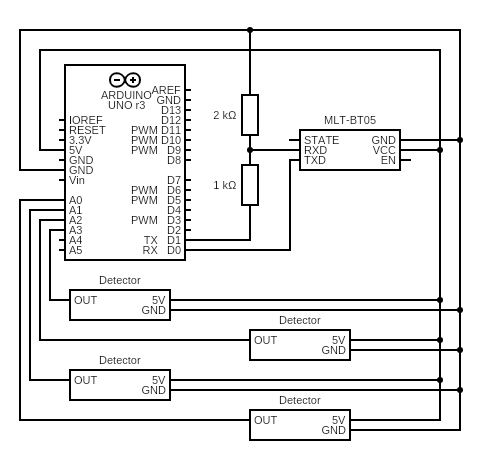 ARDUINO
UNO r3
AREF
GND
D13
IOREF D12
RESET PWM D11
3.3V PWM D10
5V PWM D9
GND D8
GND
Vin D7
PWM D6
A0 PWM D5
A1 D4
A2 PWM D3
A3 D2
A4 TX D1
A5 RX D0
2 kΩ
1 kΩ
MLT-BT05
STATE GND
RXD VCC
TXD EN
Detector
OUT 5V
GND
Detector
OUT 5V
GND
Detector
OUT 5V
GND
Detector
OUT 5V
GND